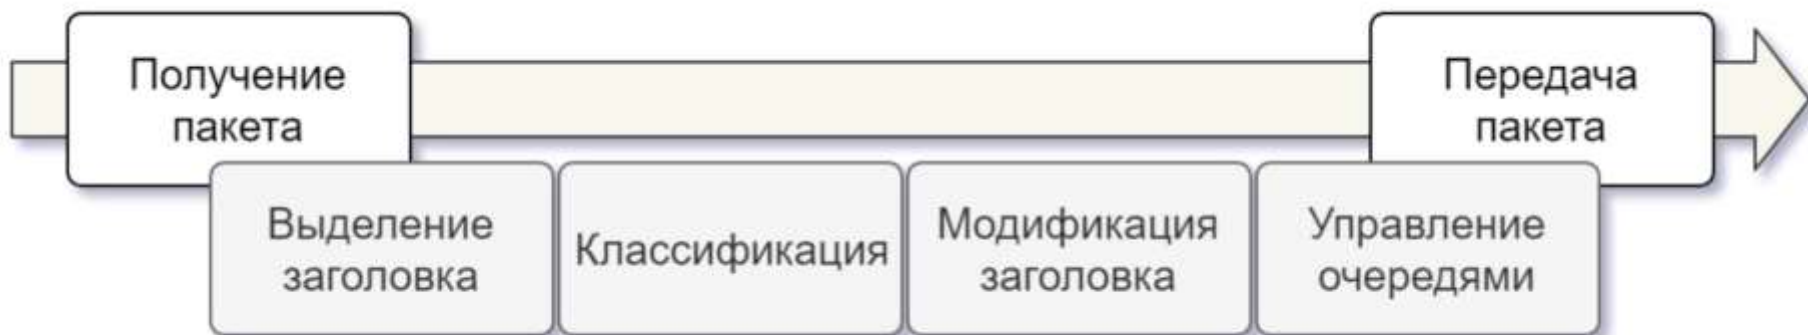 Получение
пакета
Передача
пакета
Выделение
заголовка
Классификация
Модификация
заголовка
Управление
очередями